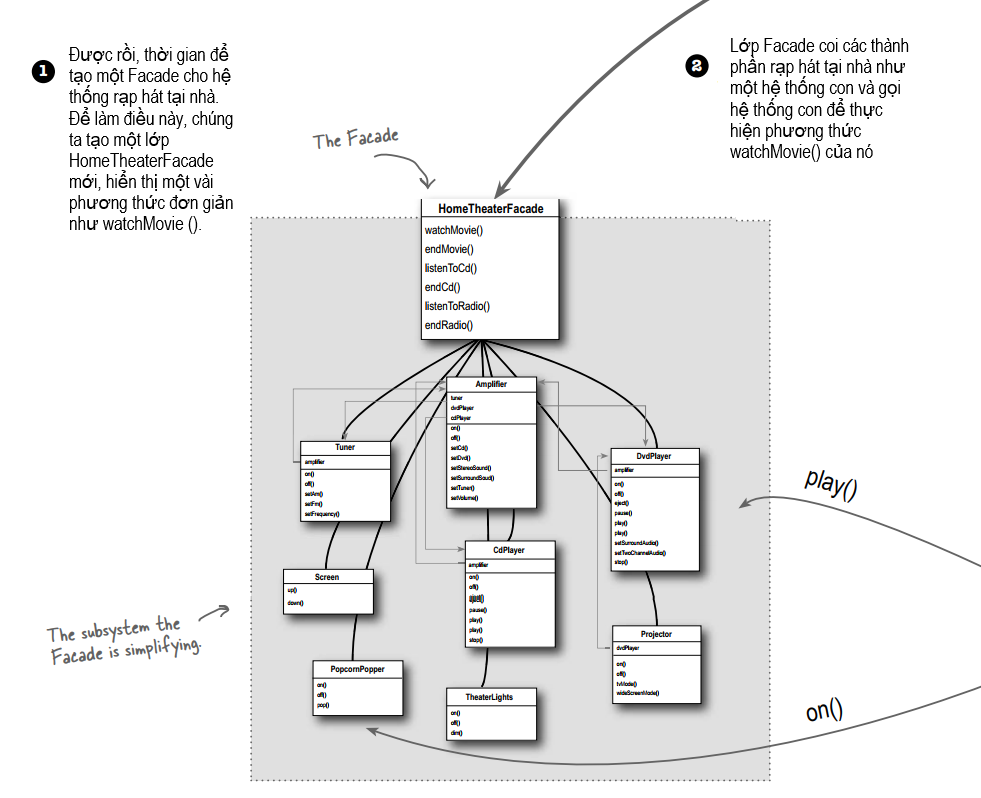 1
Được rồi, thời gian để
tạo một Facade cho hệ
thống rạp hát tại nhà.
Để làm điều này, chúng
ta tạo một lớp
HomeTheaterFacade
mới, hiển thị một vài
phương thức đơn giản
như watchMovie ().
2
Lớp Facade coi các thành
phần rạp hát tại nhà như
một hệ thống con và gọi
hệ thống con để thực
hiện phương thức
watchMovie() của nó
The Facade
HomeTheaterFacade
watchMovie()
endMovie()
listenToCd()
endCd()
listenToRadio()
endRadio()
Amplifier
tuner
dvdPlayer
cdPlayer
on()
off()
setCd()
setDvd()
setStereoSound()
setSurroundSoud()
setTuner()
setVolume()
Tuner
amplifier
on()
off()
setAm()
setFm()
setFrequency()
DvdPlayer
amplifier
on()
off()
eject()
pause()
play()
play()
setSurroundAudio()
setTwoChannelAudio()
stop()
Screen
up()
down()
CdPlayer
amplifier
on()
off()
pause()
play()
play()
stop()
Projector
dvdPlayer
on()
off()
tvMode()
wideScreenMode()
PopcornPopper
on()
off()
pop()
TheaterLights
on()
off()
dim()
The subsystem the
Facade is simplifying.
play()
on()